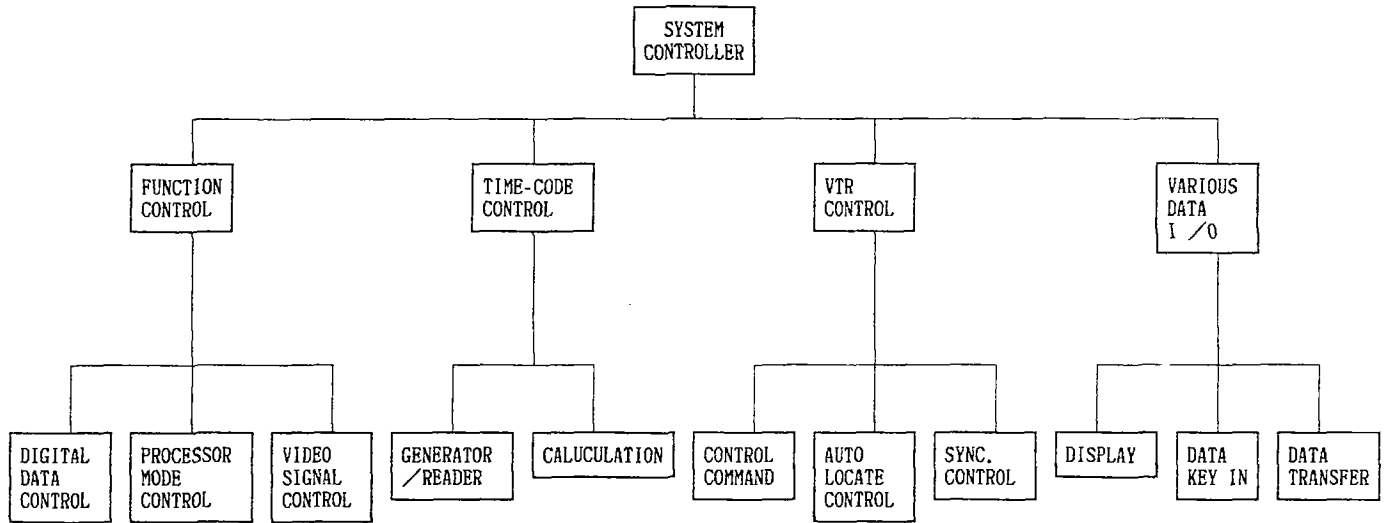 SYSTEM
CONTROLLER
FUNCTION
CONTROL
TIME-CODE
CONTROL
VTR
CONTROL
VARIOUS
DATA
I /O
DIGITAL
DATA
CONTROL
PROCESSOR
MODE
CONTROL
VIDEO
SIGNAL
CONTROL
GENERATOR
/READER
CALUCULATION
CONTROL
COMMAND
AUTO
LOCATE
CONTROL
SYNC.
CONTROL
DISPLAY
DATA
KEY IN
DATA
TRANSFER